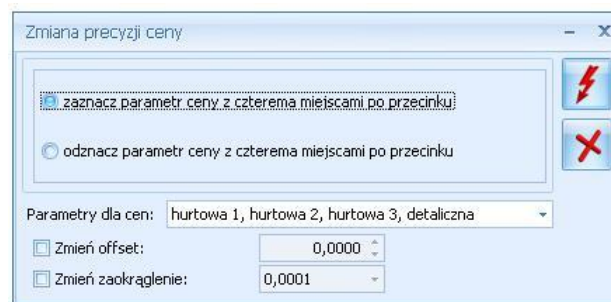 Zmiana precyzji ceny
zaznacz parametr ceny z czterema miejscami po przecinku
odznacz parametr ceny z czterema miejscami po przecinku
Parametry dla cen: hurtowa 1, hurtowa 2, hurtowa 3, detaliczna
Zmień offset: 0,0000
Zmień zaokrąglenie: 0,0001